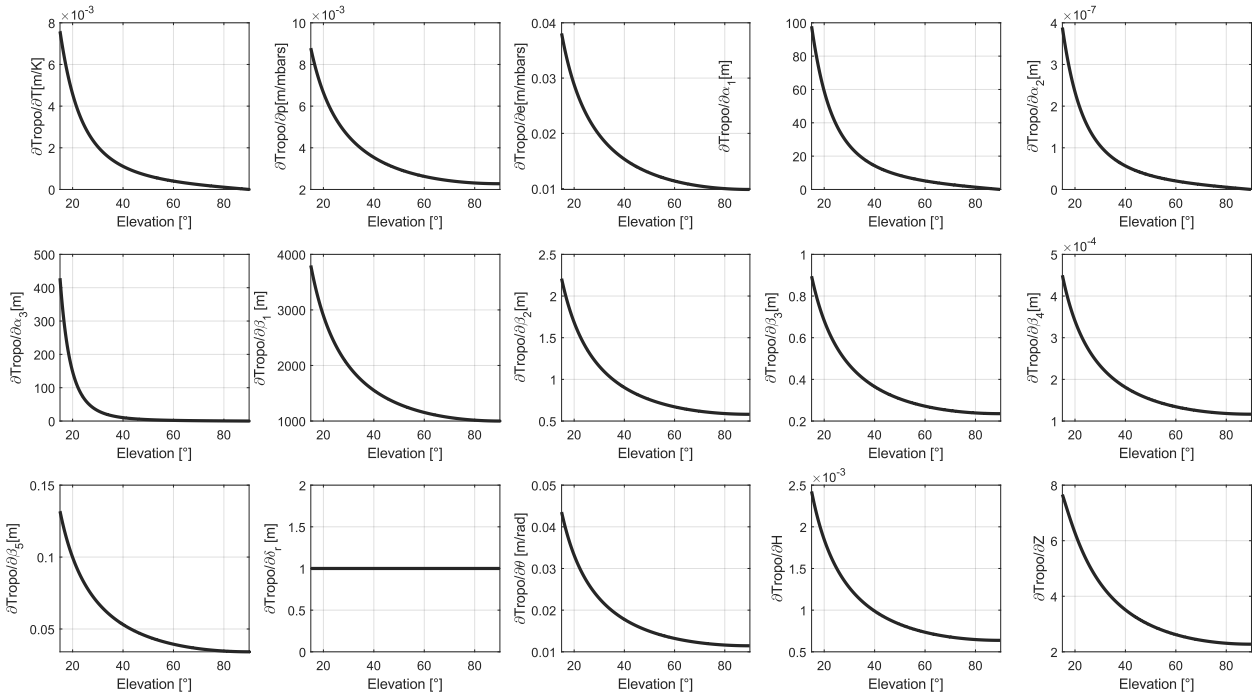 ×10⁻³
∂Tropo/∂T[m/K]
8
6
4
2
0
20 40 60 80
Elevation [°]
×10⁻³
∂Tropo/∂p[m/mbars]
10
8
6
4
2
20 40 60 80
Elevation [°]
∂Tropo/∂e[m/mbars]
0.04
0.03
0.02
0.01
20 40 60 80
Elevation [°]
∂Tropo/∂α₁[m]
100
80
60
40
20
0
20 40 60 80
Elevation [°]
×10⁻⁷
∂Tropo/∂α₂[m]
4
3
2
1
0
20 40 60 80
Elevation [°]
∂Tropo/∂α₃[m]
500
400
300
200
100
0
20 40 60 80
Elevation [°]
∂Tropo/∂β₁ [m]
4000
3000
2000
1000
20 40 60 80
Elevation [°]
∂Tropo/∂β₂[m]
2.5
2
1.5
1
0.5
20 40 60 80
Elevation [°]
∂Tropo/∂β₃[m]
1
0.8
0.6
0.4
0.2
20 40 60 80
Elevation [°]
×10⁻⁴
∂Tropo/∂β₄[m]
5
4
3
2
1
20 40 60 80
Elevation [°]
∂Tropo/∂β₅[m]
0.15
0.1
0.05
20 40 60 80
Elevation [°]
∂Tropo/∂δᵣ [m]
2
1.5
1
0.5
0
20 40 60 80
Elevation [°]
∂Tropo/∂θ [m/rad]
0.05
0.04
0.03
0.02
0.01
20 40 60 80
Elevation [°]
×10⁻³
∂Tropo/∂H
2.5
2
1.5
1
0.5
20 40 60 80
Elevation [°]
∂Tropo/∂Z
8
6
4
2
20 40 60 80
Elevation [°]